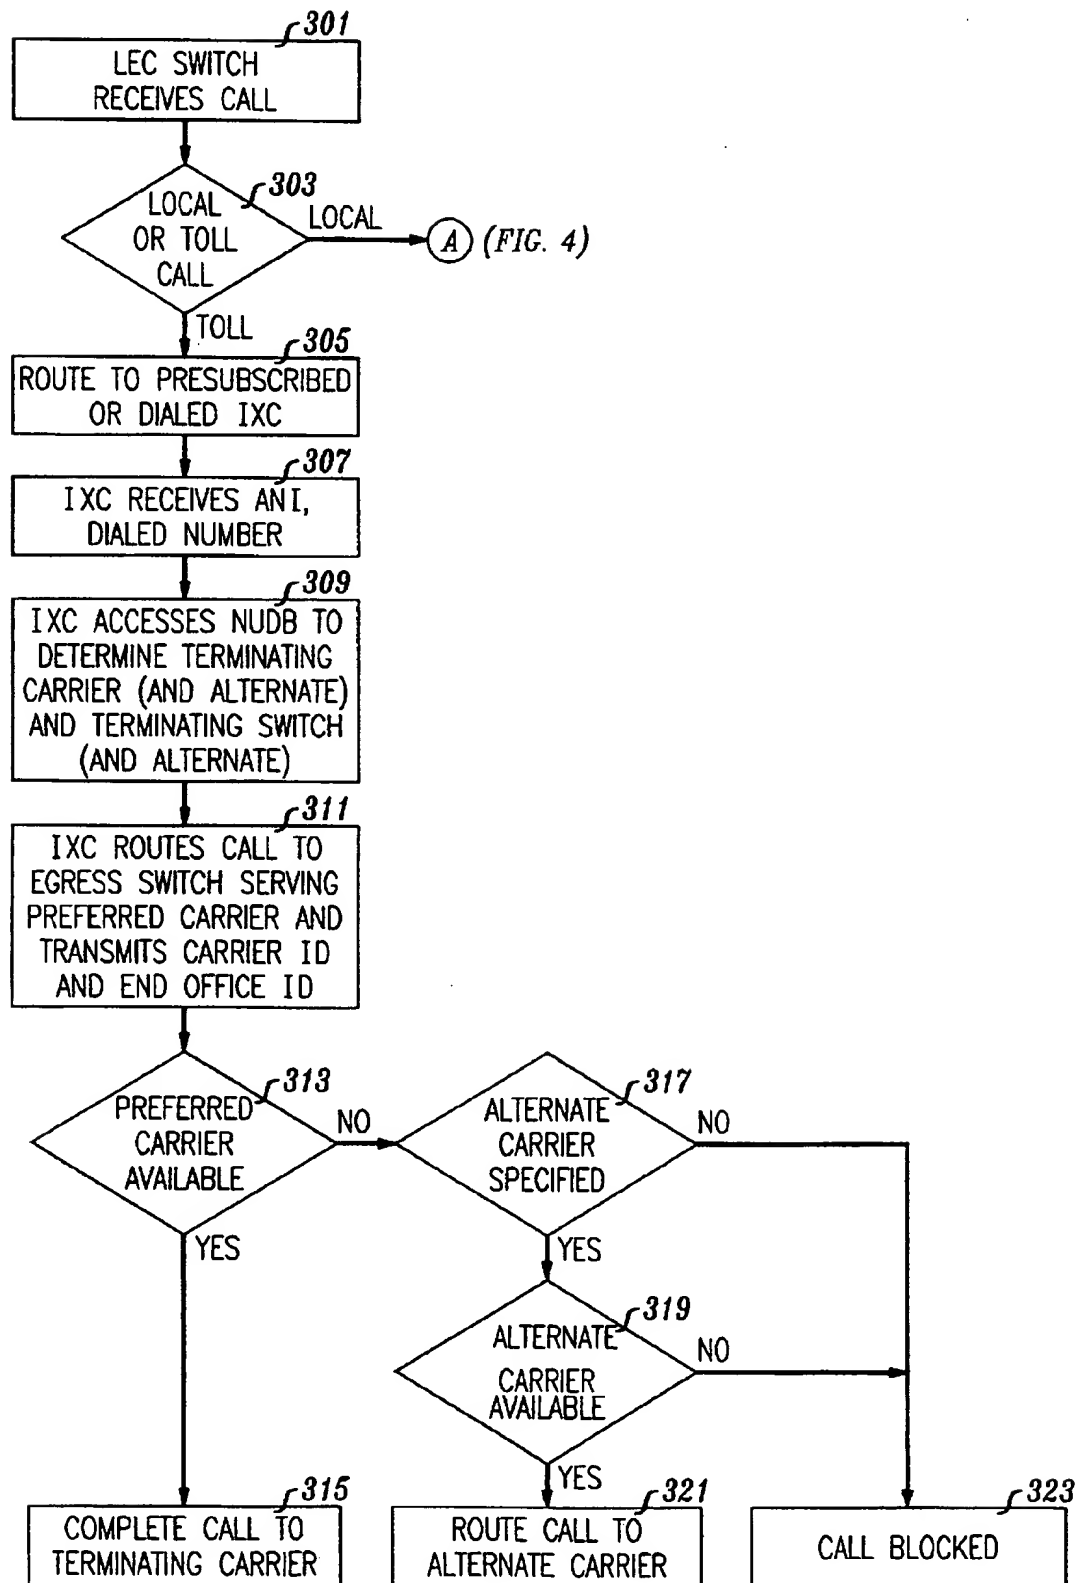 301
LEC SWITCH
RECEIVES CALL
303
LOCAL
OR TOLL
CALL
LOCAL
A (FIG. 4)
TOLL
305
ROUTE TO PRESUBSCRIBED
OR DIALED IXC
307
IXC RECEIVES ANI,
DIALED NUMBER
309
IXC ACCESSES NUDB TO
DETERMINE TERMINATING
CARRIER (AND ALTERNATE)
AND TERMINATING SWITCH
(AND ALTERNATE)
311
IXC ROUTES CALL TO
EGRESS SWITCH SERVING
PREFERRED CARRIER AND
TRANSMITS CARRIER ID
AND END OFFICE ID
313
PREFERRED
CARRIER
AVAILABLE
NO
YES
317
ALTERNATE
CARRIER
SPECIFIED
NO
YES
319
ALTERNATE
CARRIER
AVAILABLE
NO
YES
315
COMPLETE CALL TO
TERMINATING CARRIER
321
ROUTE CALL TO
ALTERNATE CARRIER
323
CALL BLOCKED